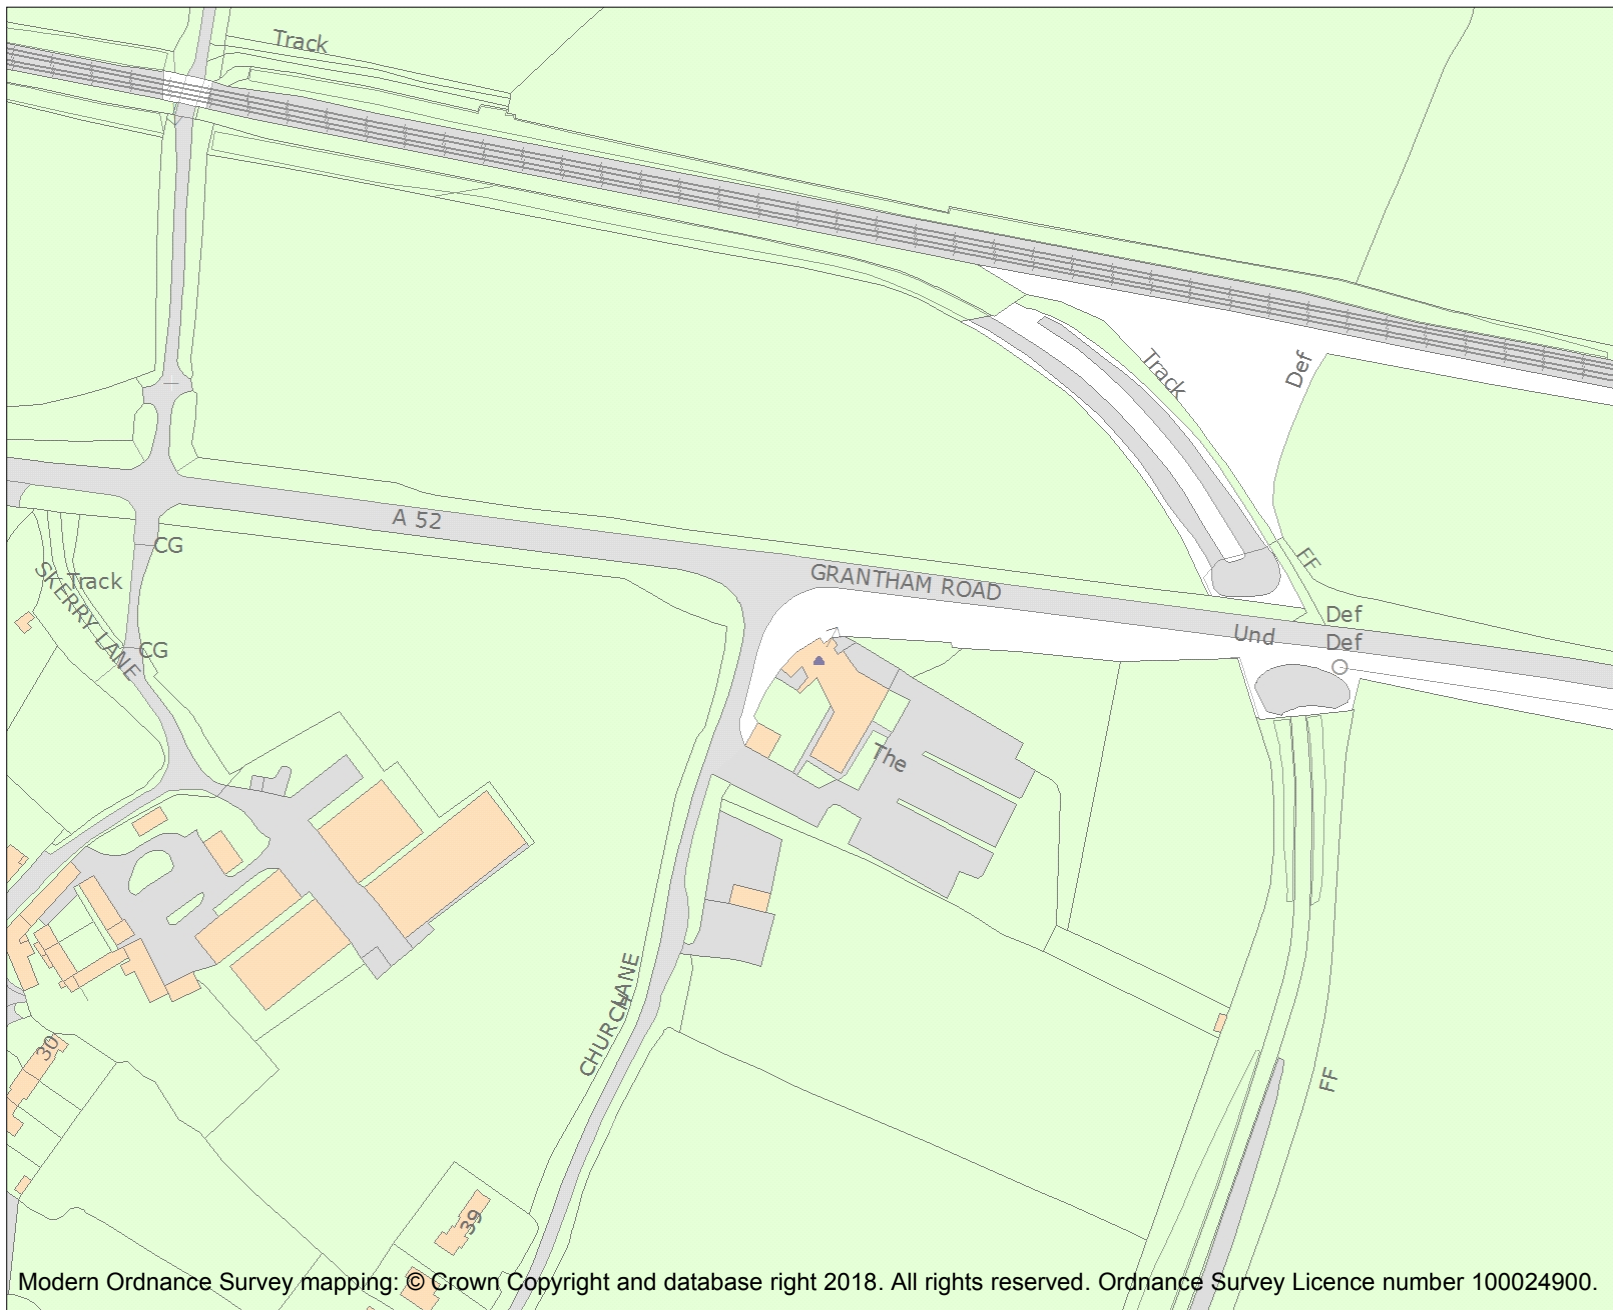 Track
Track
Def
A 52
CG
GRANTHAM ROAD
FF
Track
SKERRY LANE
Def
Und
Def
CG
The
CHURCH LANE
30
FF
39
Modern Ordnance Survey mapping: © Crown Copyright and database right 2018. All rights reserved. Ordnance Survey Licence number 100024900.